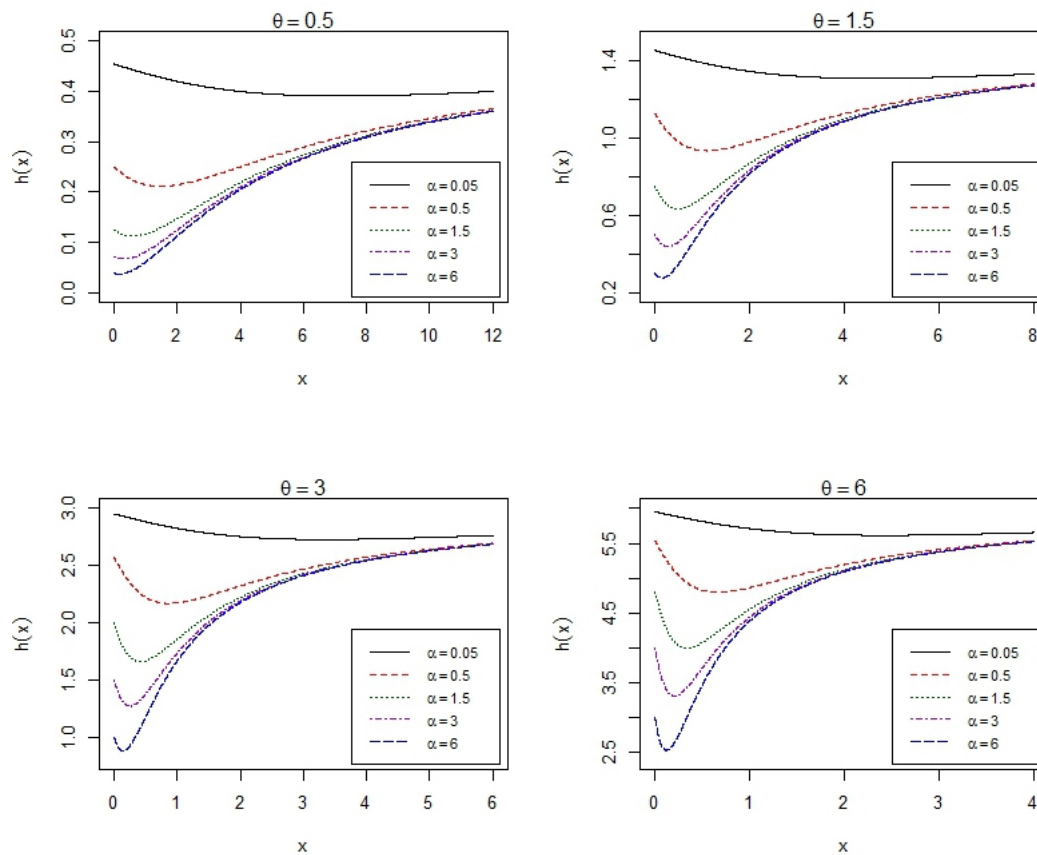 θ = 0.5
h(x)
0.5
0.4
0.3
0.2
0.1
0.0
α = 0.05
α = 0.5
α = 1.5
α = 3
α = 6
0 2 4 6 8 10 12
x
θ = 1.5
h(x)
1.4
1.0
0.6
0.2
α = 0.05
α = 0.5
α = 1.5
α = 3
α = 6
0 2 4 6 8
x
θ = 3
h(x)
3.0
2.5
2.0
1.5
1.0
α = 0.05
α = 0.5
α = 1.5
α = 3
α = 6
0 1 2 3 4 5 6
x
θ = 6
h(x)
5.5
4.5
3.5
2.5
α = 0.05
α = 0.5
α = 1.5
α = 3
α = 6
0 1 2 3 4
x